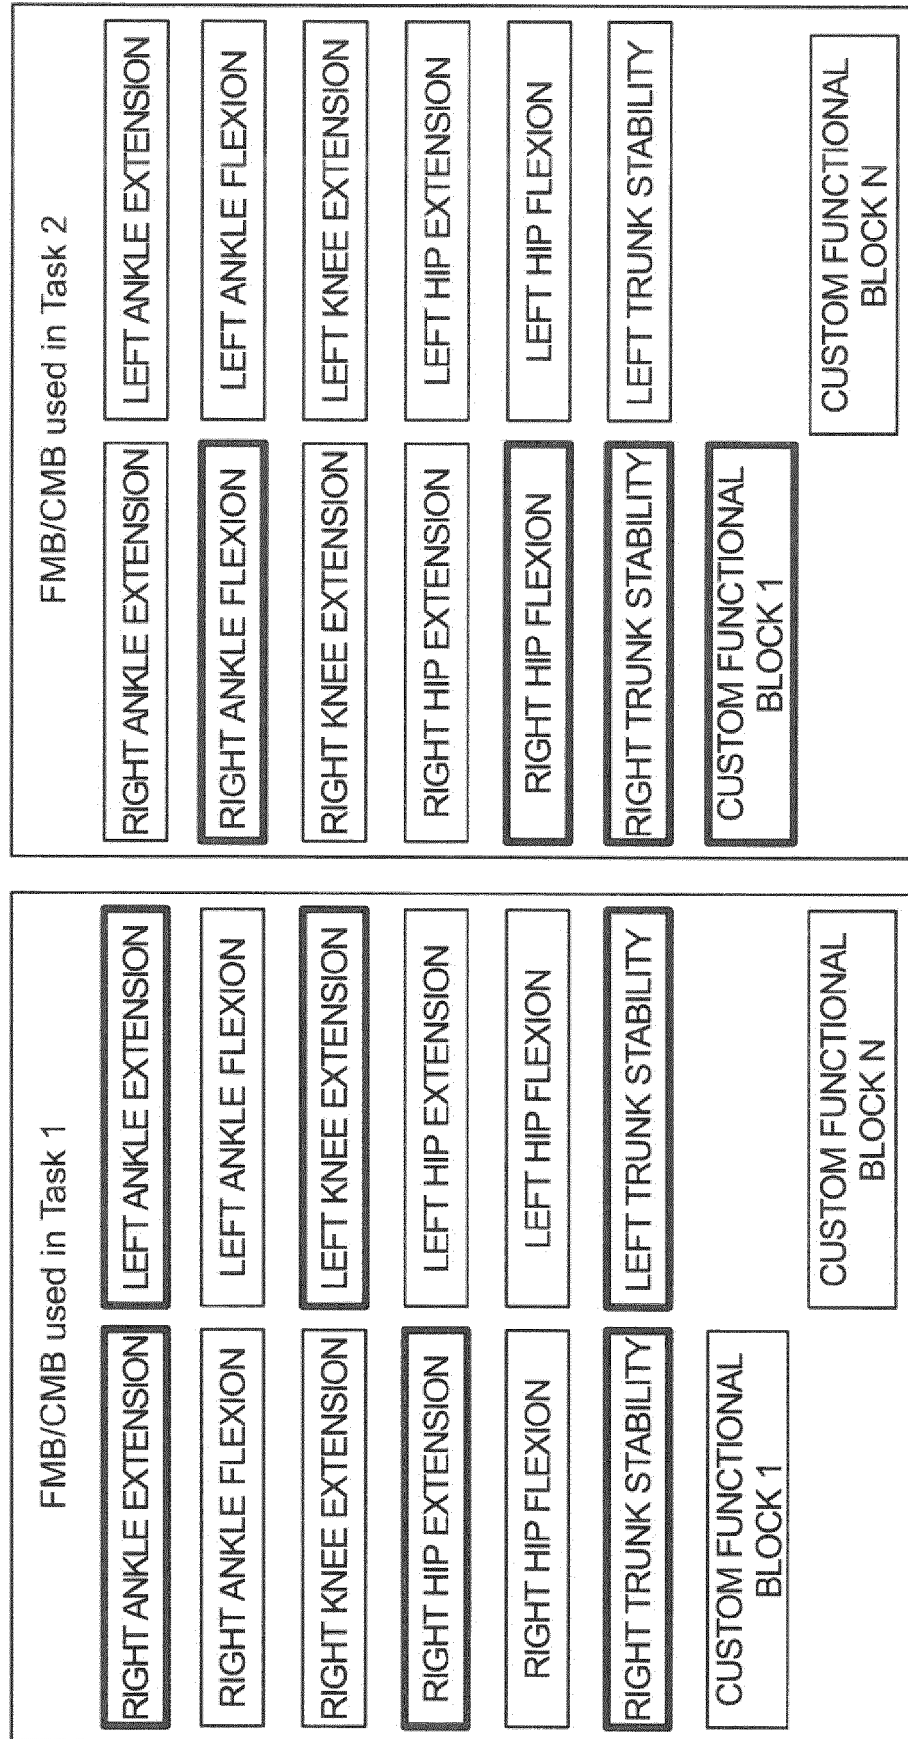 FMB/CMB used in Task 1
RIGHT ANKLE EXTENSION
LEFT ANKLE EXTENSION
RIGHT ANKLE FLEXION
LEFT ANKLE FLEXION
RIGHT KNEE EXTENSION
LEFT KNEE EXTENSION
RIGHT HIP EXTENSION
LEFT HIP EXTENSION
RIGHT HIP FLEXION
LEFT HIP FLEXION
RIGHT TRUNK STABILITY
LEFT TRUNK STABILITY
CUSTOM FUNCTIONAL
BLOCK 1
CUSTOM FUNCTIONAL
BLOCK N
FMB/CMB used in Task 2
RIGHT ANKLE EXTENSION
LEFT ANKLE EXTENSION
RIGHT ANKLE FLEXION
LEFT ANKLE FLEXION
RIGHT KNEE EXTENSION
LEFT KNEE EXTENSION
RIGHT HIP EXTENSION
LEFT HIP EXTENSION
RIGHT HIP FLEXION
LEFT HIP FLEXION
RIGHT TRUNK STABILITY
LEFT TRUNK STABILITY
CUSTOM FUNCTIONAL
BLOCK 1
CUSTOM FUNCTIONAL
BLOCK N